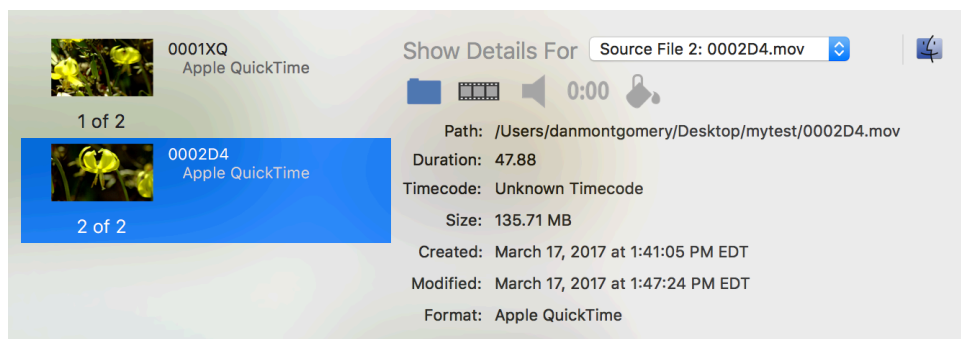 0001XQ
Apple QuickTime
1 of 2
0002D4
Apple QuickTime
2 of 2
Show Details For Source File 2: 0002D4.mov
0:00
Path: /Users/danmontgomery/Desktop/mytest/0002D4.mov
Duration: 47.88
Timecode: Unknown Timecode
Size: 135.71 MB
Created: March 17, 2017 at 1:41:05 PM EDT
Modified: March 17, 2017 at 1:47:24 PM EDT
Format: Apple QuickTime